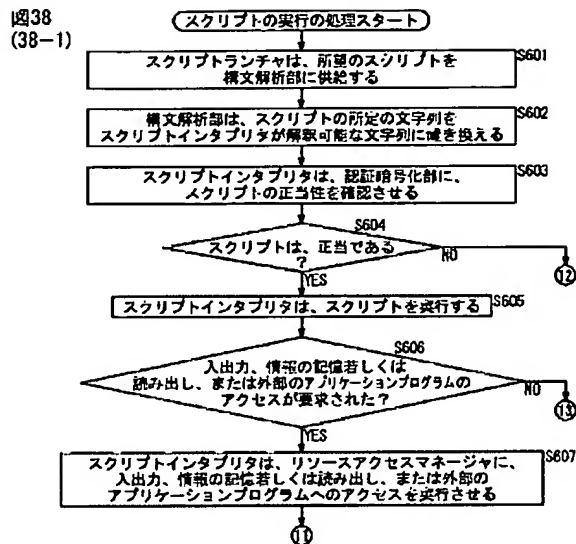 図38
(38-1)
スクリプトの実行の処理スタート
スクリプトランチャは、所望のスクリプトを
構文解析部に供給する
S601
構文解析部は、スクリプトの所定の文字列を
スクリプトインタプリタが解釈可能な文字列に書き換える
S602
スクリプトインタプリタは、認証暗号化部に、
スクリプトの正当性を確認させる
S603
S604
スクリプトは、正当である
?
NO
⑫
YES
スクリプトインタプリタは、スクリプトを実行する
S605
S606
入出力、情報の記憶若しくは
読み出し、または外部のアプリケーションプログラムの
アクセスが要求された?
NO
⑬
YES
スクリプトインタプリタは、リソースアクセスマネージャに、
入出力、情報の記憶若しくは読み出し、または外部の
アプリケーションプログラムへのアクセスを実行させる
S607
⑪